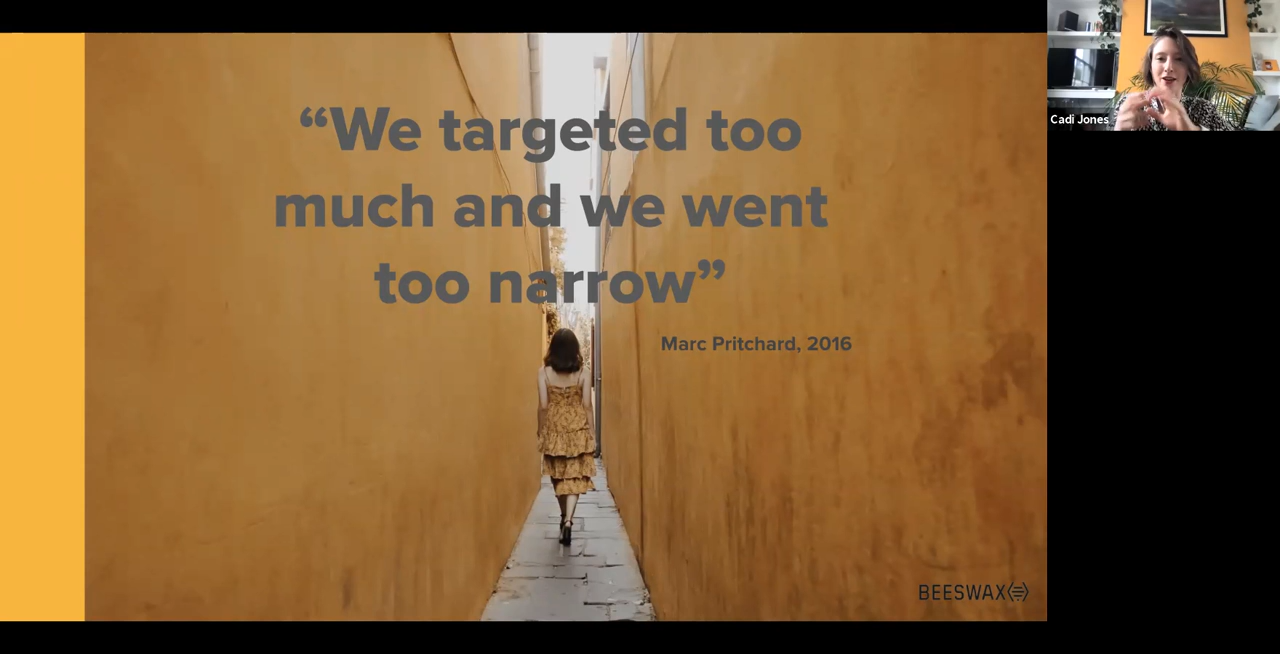 “We targeted too
much and we went
too narrow”
Marc Pritchard, 2016
BEESWAX
Cadi Jones